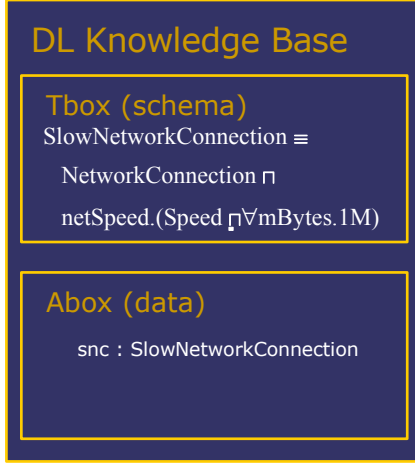 DL Knowledge Base
Tbox (schema)
SlowNetworkConnection ≡
NetworkConnection ⊓
netSpeed.(Speed ⊓∀mBytes.1M)
Abox (data)
snc : SlowNetworkConnection